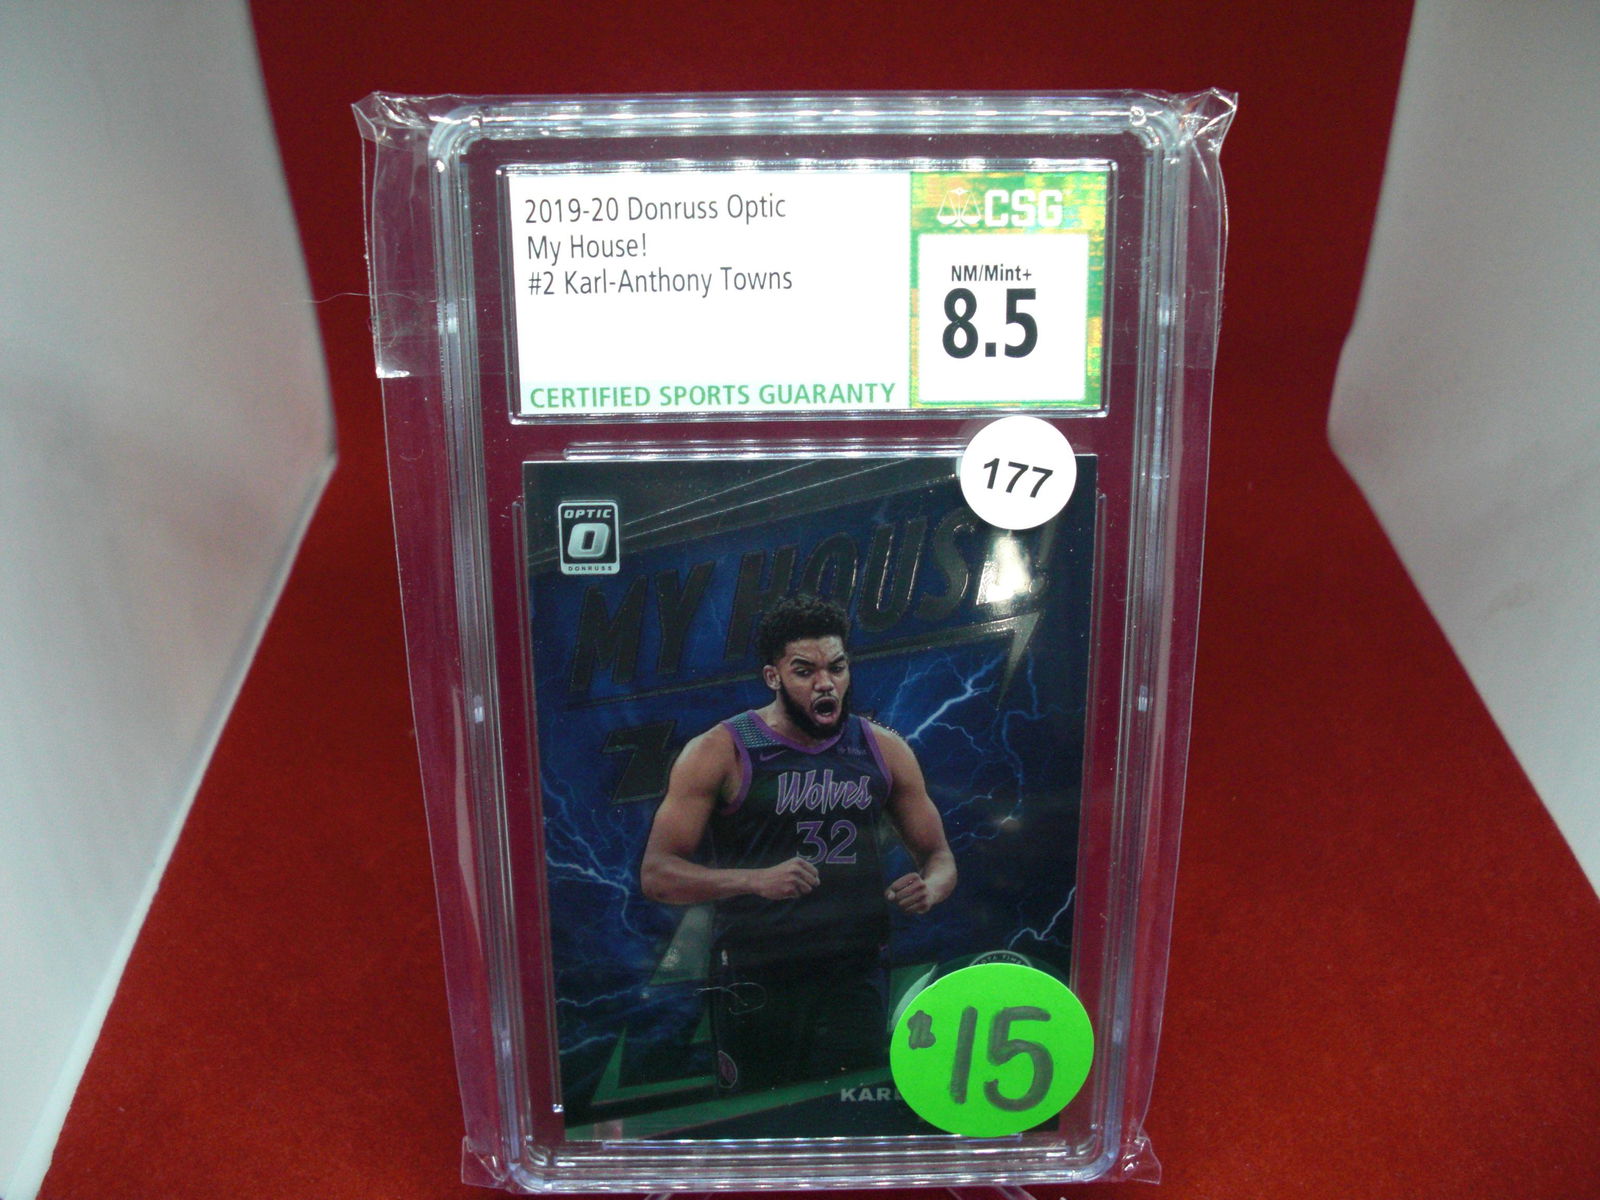 2019-20 Donruss Optic
My House!
#2 Karl-Anthony Towns
CERTIFIED SPORTS GUARANTY
CSG
NM/Mint+
8.5
177
OPTIC
O
DONRUSS
MY HOUSE!
Wolves
32
KARL
$15